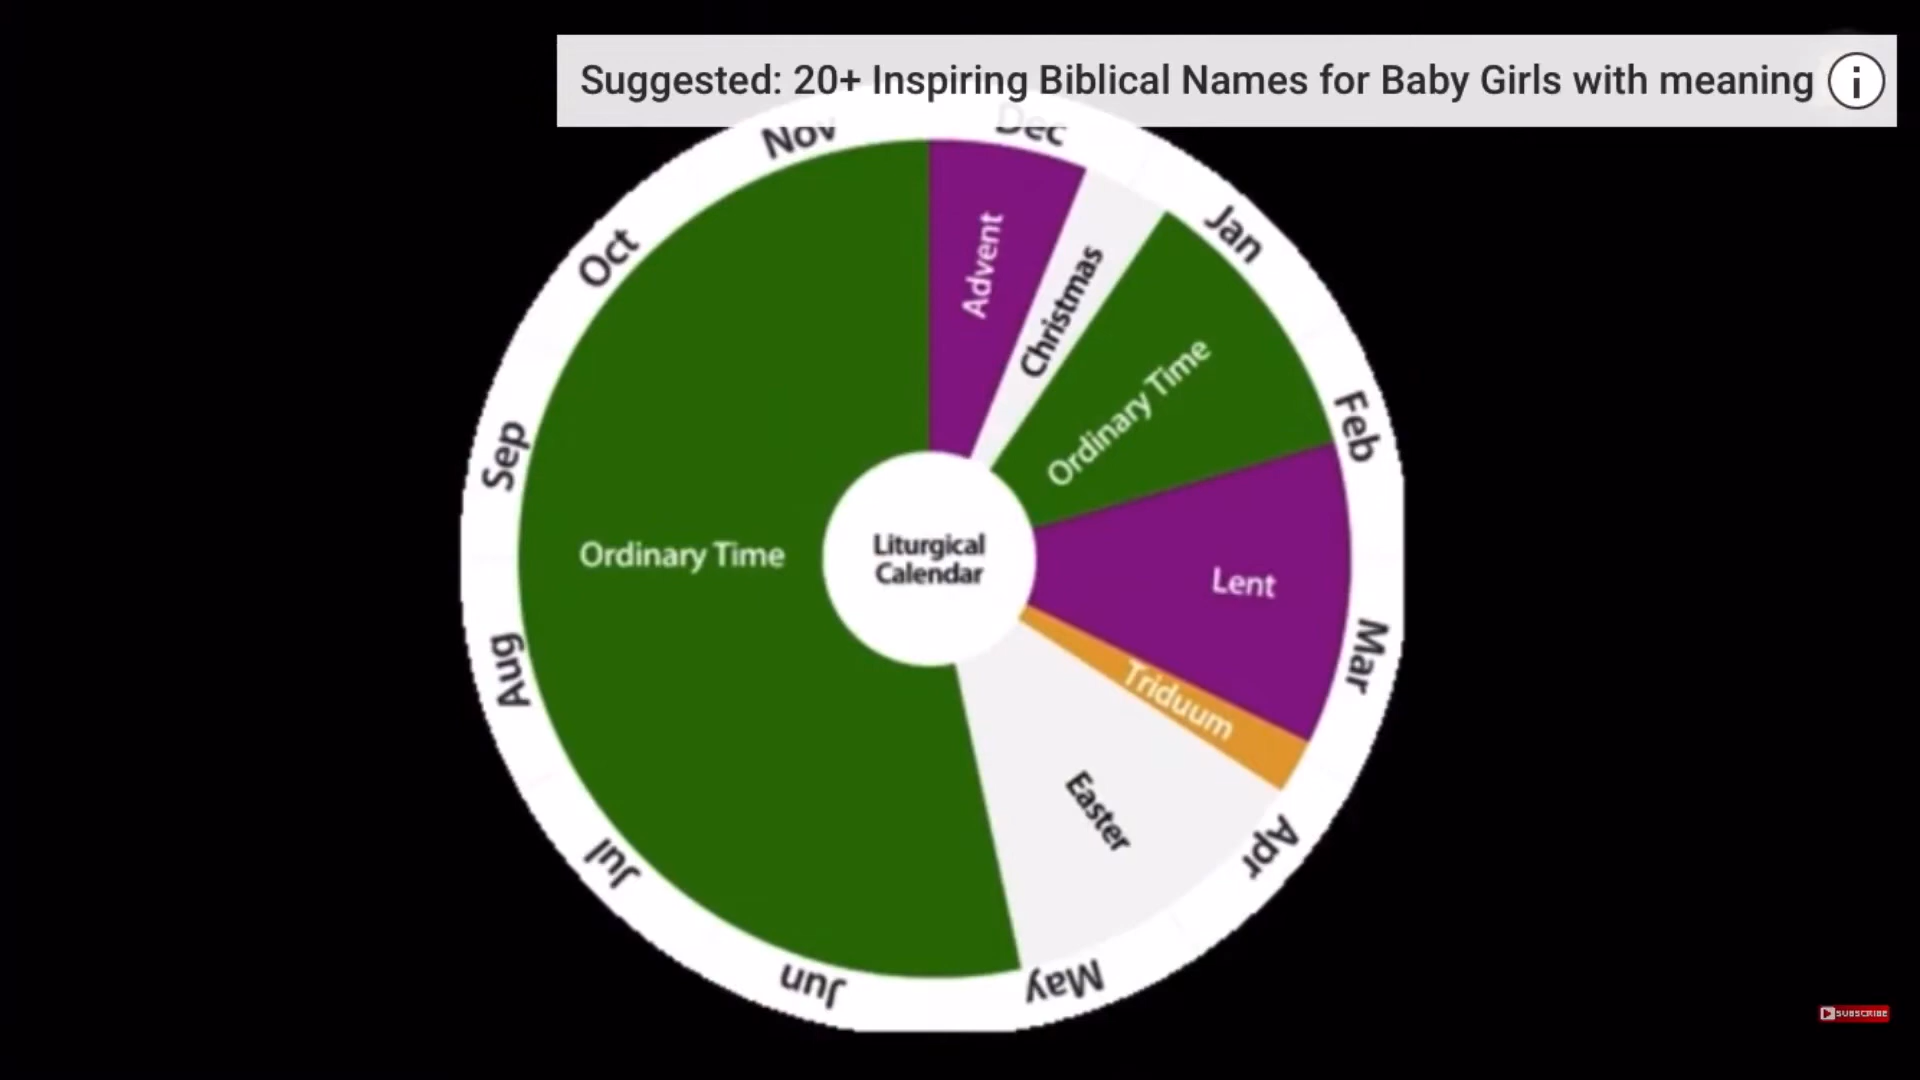 Suggested: 20+ Inspiring Biblical Names for Baby Girls with meaning
Dec
Jan
Feb
Mar
Apr
May
Jun
Jul
Aug
Sep
Oct
Nov
Advent
Christmas
Ordinary Time
Lent
Triduum
Easter
Ordinary Time
Liturgical
Calendar
SUBSCRIBE